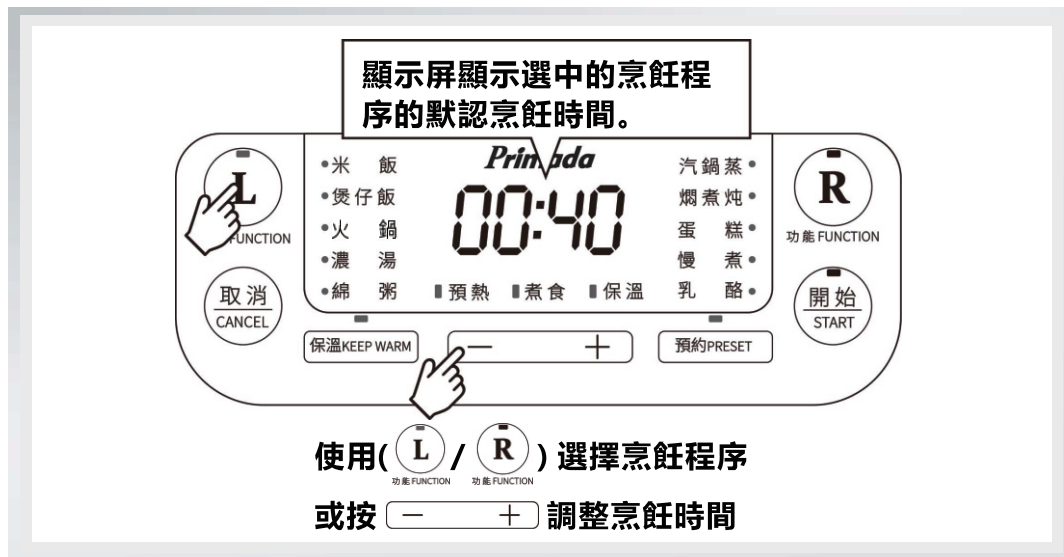 顯示屏顯示選中的烹飪程
序的默認烹飪時間。
Primada
L
FUNCTION
取消
CANCEL
•米 飯
•煲仔飯
•火 鍋
•濃 湯
•綿 粥
00:40
預熱 煮食 保溫
汽鍋蒸•
燜煮炖•
蛋 糕•
慢 煮•
乳 酪•
R
功能 FUNCTION
開始
START
保溫KEEP WARM
− +
預約PRESET
使用( L / R ) 選擇烹飪程序
功能 FUNCTION 功能 FUNCTION
或按 − + 調整烹飪時間